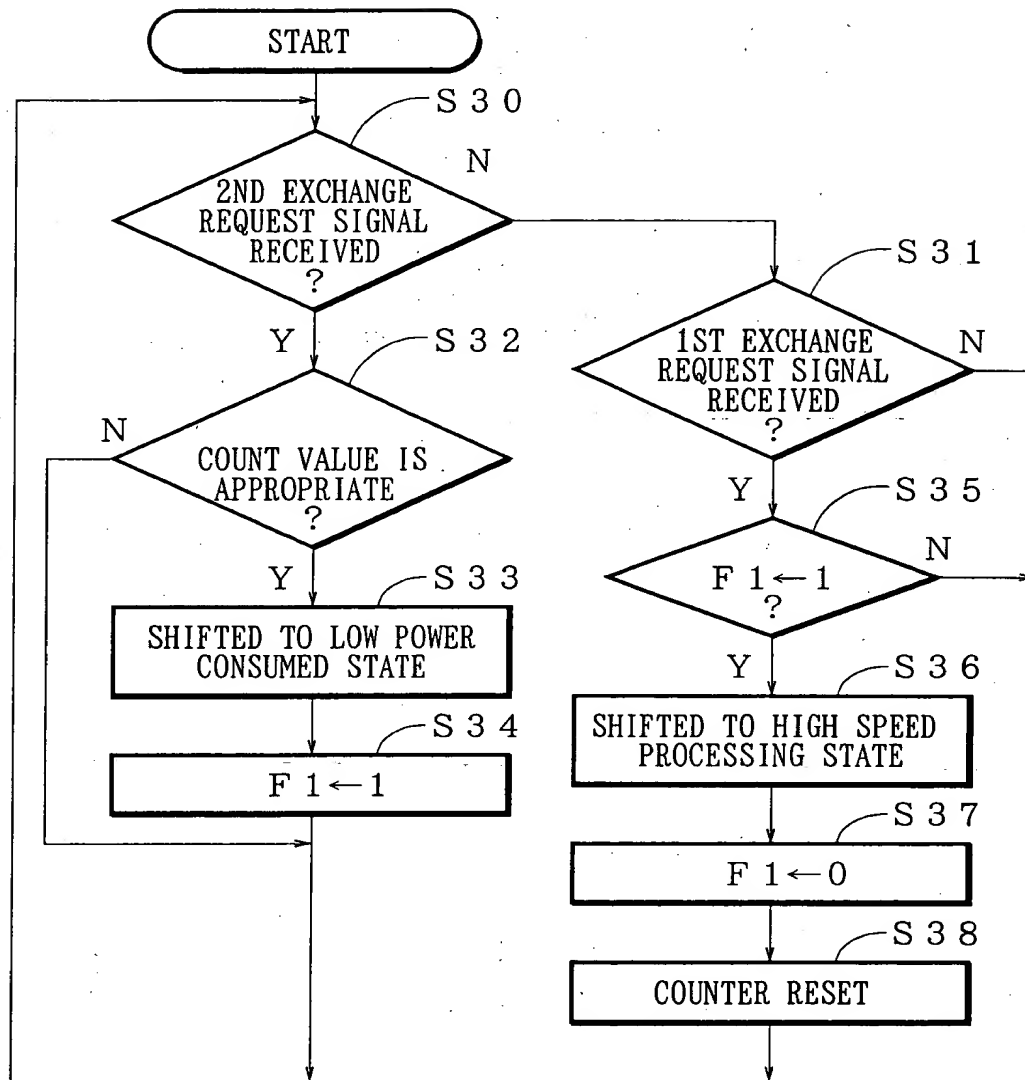 START
S30
N
2ND EXCHANGE
REQUEST SIGNAL
RECEIVED
?
Y
S31
1ST EXCHANGE
REQUEST SIGNAL
RECEIVED
?
N
Y
S32
N
COUNT VALUE IS
APPROPRIATE
?
Y
S35
F1←1
?
N
Y
S33
SHIFTED TO LOW POWER
CONSUMED STATE
S34
F1←1
S36
SHIFTED TO HIGH SPEED
PROCESSING STATE
S37
F1←0
S38
COUNTER RESET